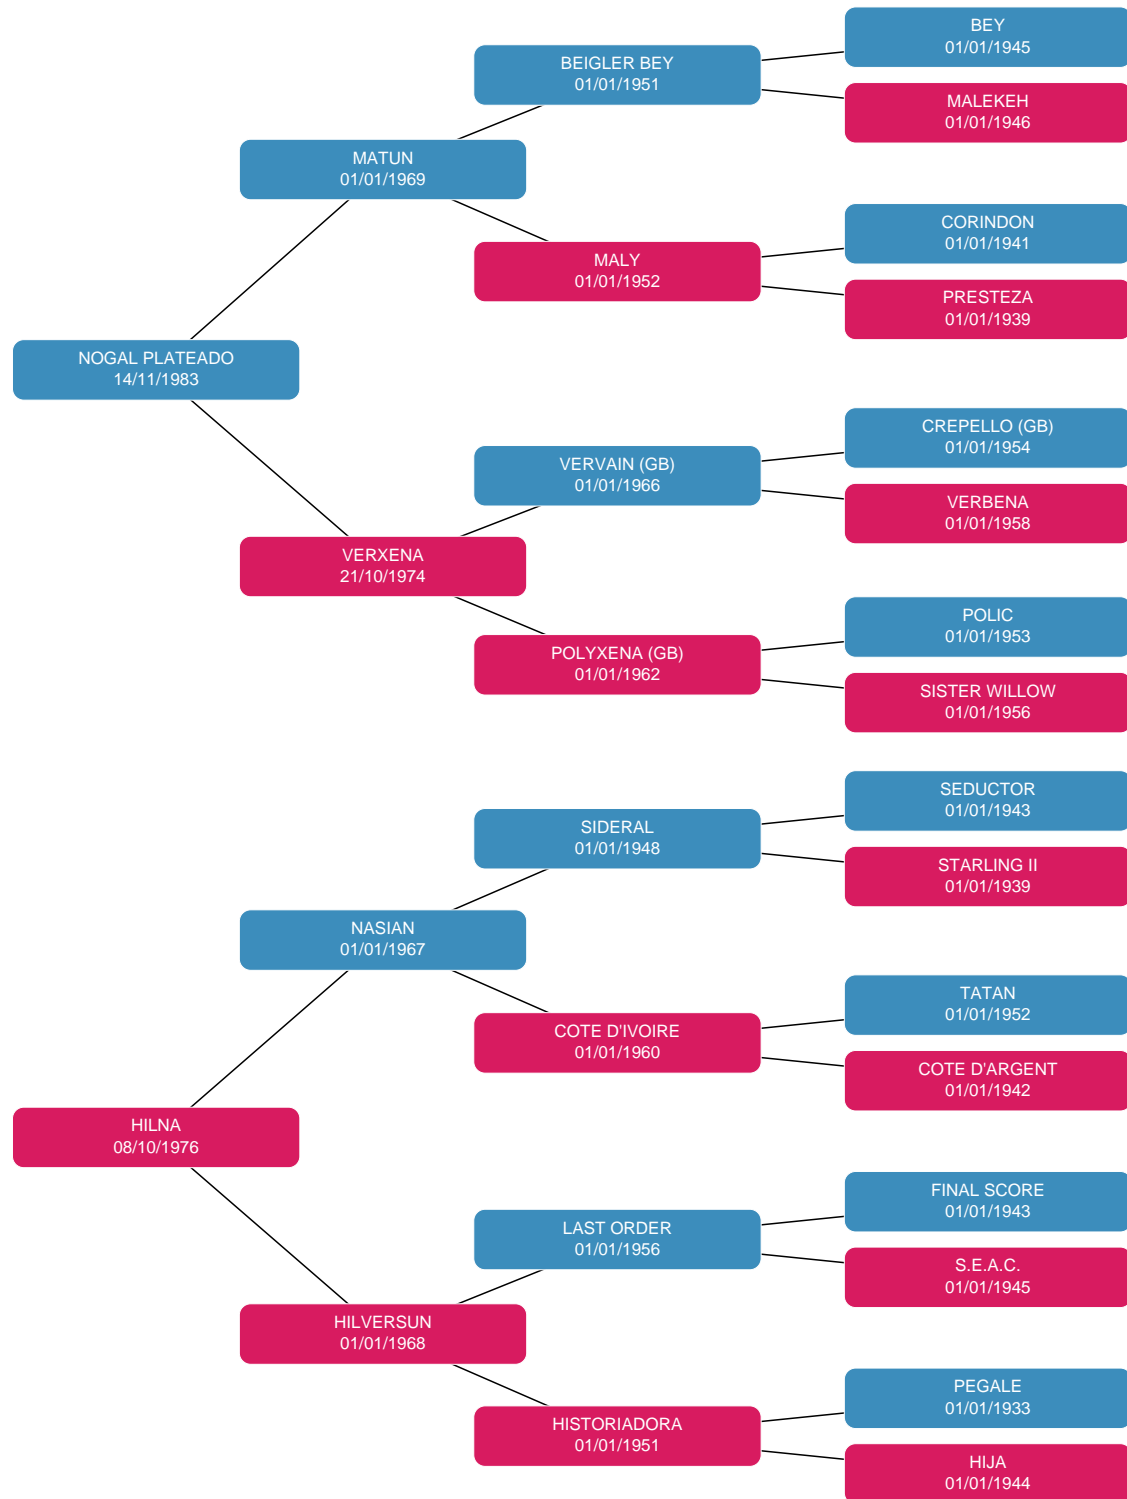 BEY
01/01/1945
BEIGLER BEY
01/01/1951
MALEKEH
01/01/1946
MATUN
01/01/1969
CORINDON
01/01/1941
MALY
01/01/1952
PRESTEZA
01/01/1939
NOGAL PLATEADO
14/11/1983
CREPELLO (GB)
01/01/1954
VERVAIN (GB)
01/01/1966
VERBENA
01/01/1958
VERXENA
21/10/1974
POLIC
01/01/1953
POLYXENA (GB)
01/01/1962
SISTER WILLOW
01/01/1956
SEDUCTOR
01/01/1943
SIDERAL
01/01/1948
STARLING II
01/01/1939
NASIAN
01/01/1967
TATAN
01/01/1952
COTE D'IVOIRE
01/01/1960
COTE D'ARGENT
01/01/1942
HILNA
08/10/1976
FINAL SCORE
01/01/1943
LAST ORDER
01/01/1956
S.E.A.C.
01/01/1945
HILVERSUN
01/01/1968
PEGALE
01/01/1933
HISTORIADORA
01/01/1951
HIJA
01/01/1944